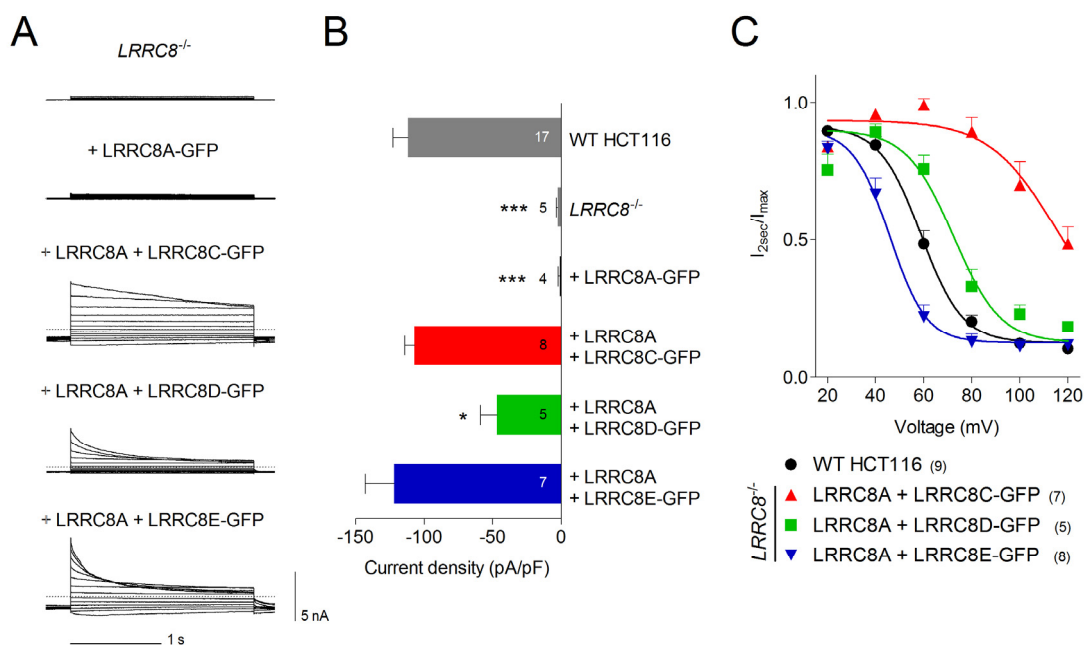 A
LRRC8-/-
+ LRRC8A-GFP
+ LRRC8A + LRRC8C-GFP
+ LRRC8A + LRRC8D-GFP
+ LRRC8A + LRRC8E-GFP
5 nA
1 s
B
17
WT HCT116
*** 5
LRRC8-/-
*** 4
+ LRRC8A-GFP
8
+ LRRC8A
+ LRRC8C-GFP
* 5
+ LRRC8A
+ LRRC8D-GFP
7
+ LRRC8A
+ LRRC8E-GFP
-150 -100 -50 0
Current density (pA/pF)
C
1.0
0.5
0.0
I2sec/Imax
20 40 60 80 100 120
Voltage (mV)
WT HCT116 (9)
LRRC8-/-
LRRC8A + LRRC8C-GFP (7)
LRRC8A + LRRC8D-GFP (5)
LRRC8A + LRRC8E-GFP (8)